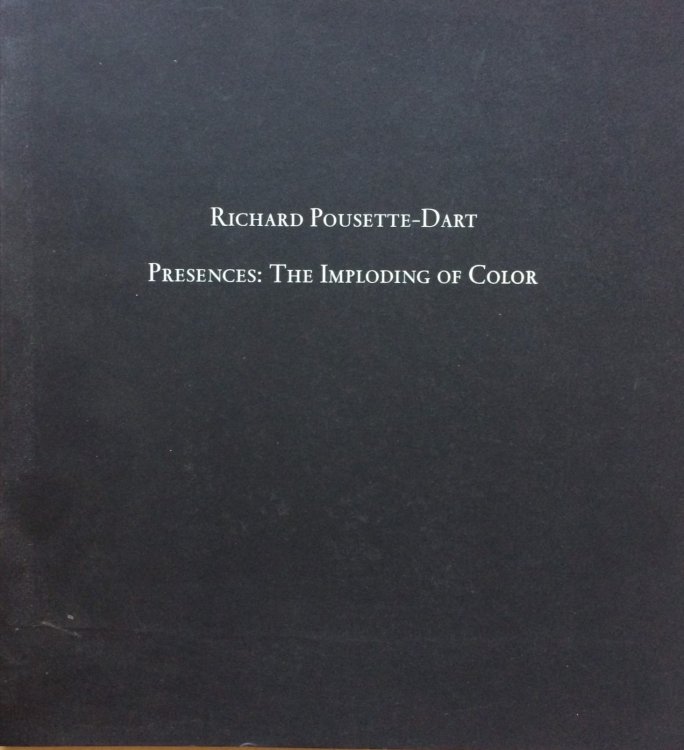 Richard Pousette-Dart
Presences: The Imploding of Color